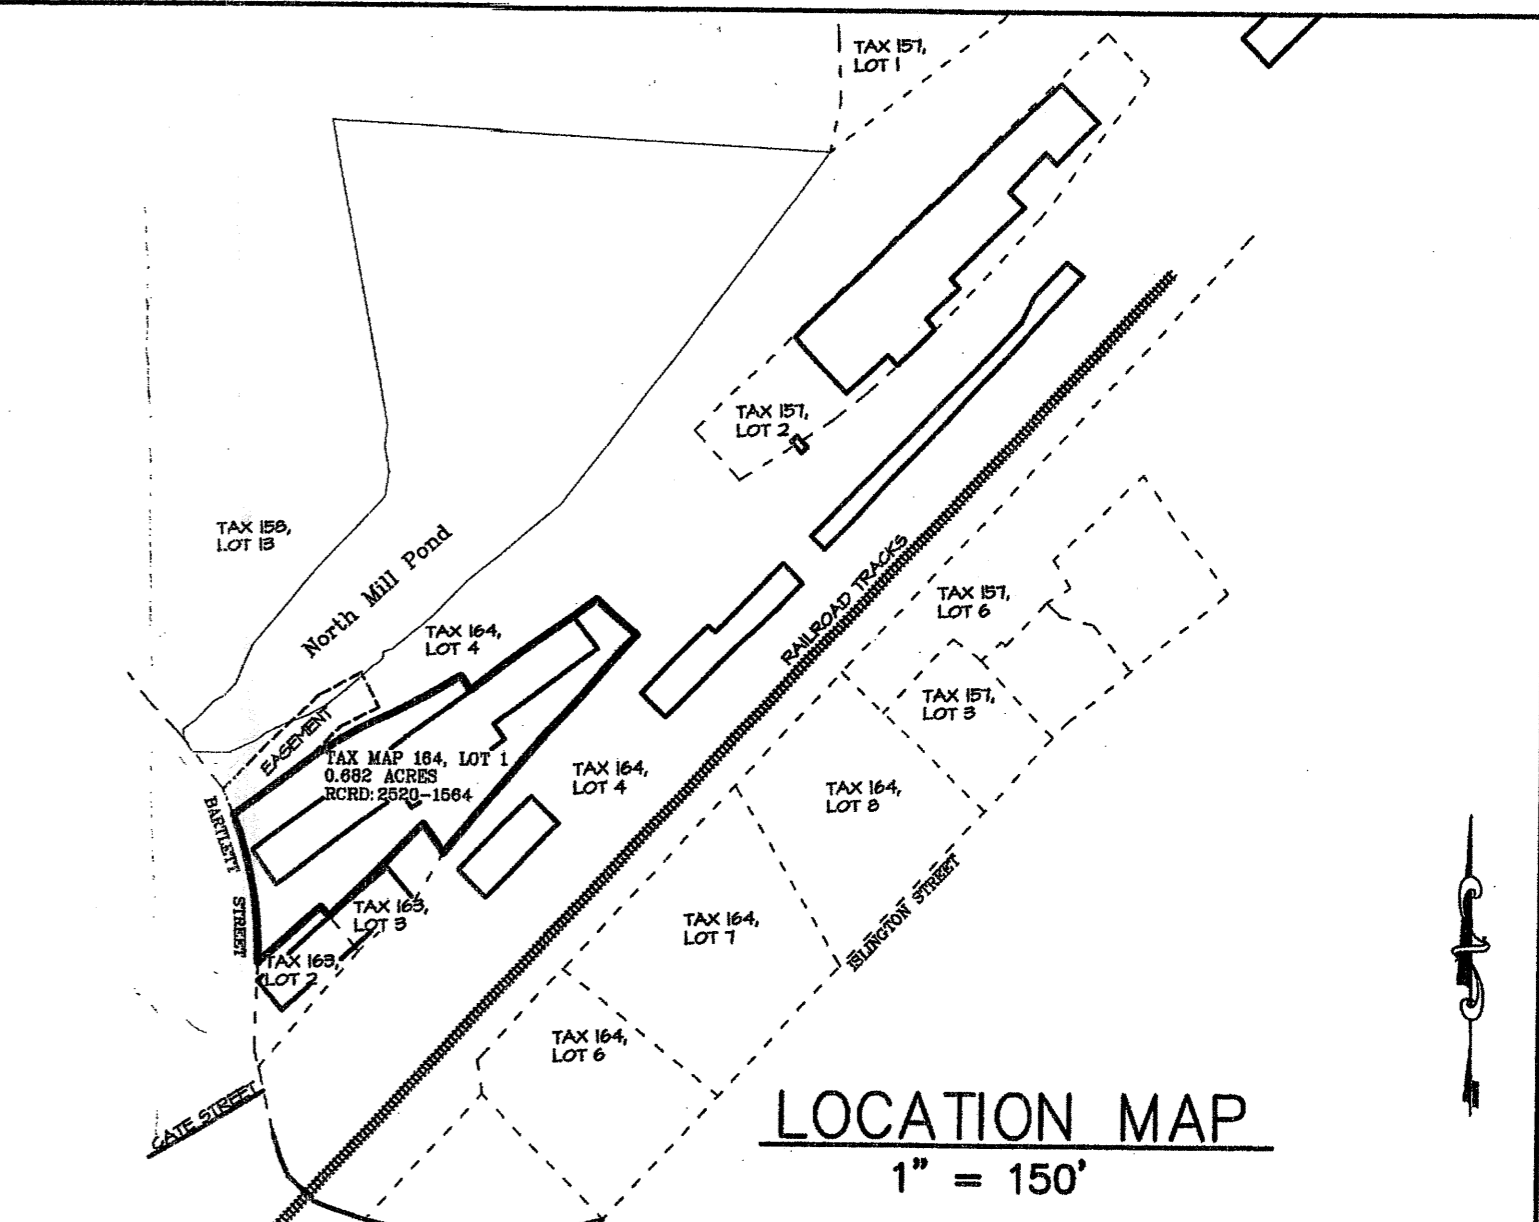 TAX 157,
LOT 1
TAX 157,
LOT 2
TAX 158,
LOT 13
North Mill Pond
TAX 164,
LOT 4
RAILROAD TRACKS
TAX 157,
LOT 6
TAX 157,
LOT 3
EASEMENT
TAX MAP 164, LOT 1
0.682 ACRES
RCRD: 2520-1564
TAX 164,
LOT 4
TAX 164,
LOT 8
BARTLETT STREET
TAX 163,
LOT 3
TAX 164,
LOT 7
ISLINGTON STREET
TAX 163,
LOT 2
TAX 164,
LOT 6
CATE STREET
LOCATION MAP
1" = 150'